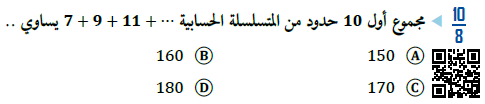 10/8 مجموع أول 10 حدود من المتسلسلة الحسابية ⋯ + 11 + 9 + 7 يساوي ..
150 Ⓐ 160 Ⓑ
170 Ⓒ 180 Ⓓ